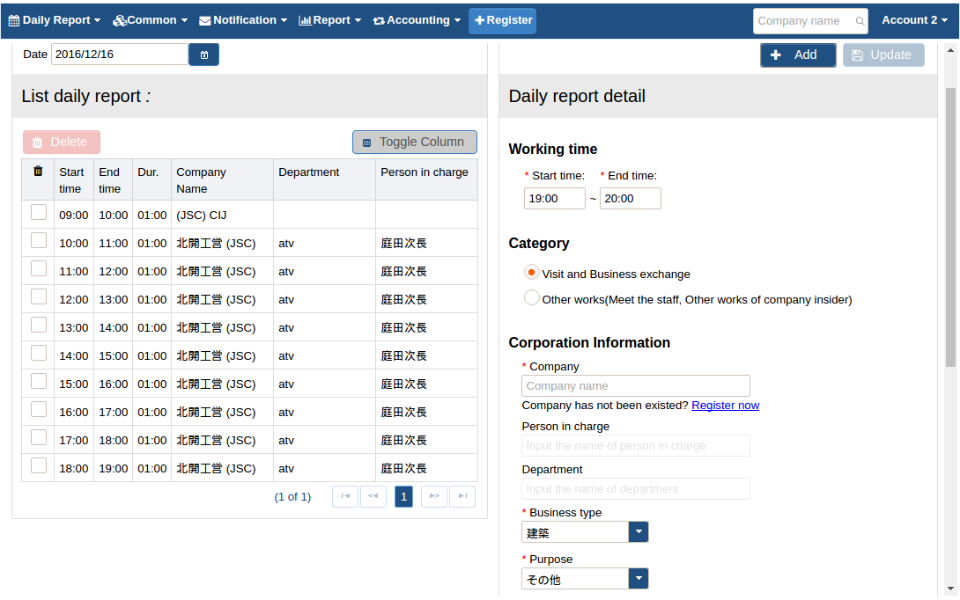 Daily Report Common Notification Report Accounting Register Company name Account 2
Date 2016/12/16
List daily report :
Delete Toggle Column
Start time End time Dur. Company Name Department Person in charge
09:00 10:00 01:00 (JSC) CIJ
10:00 11:00 01:00 北開工営 (JSC) atv 庭田次長
11:00 12:00 01:00 北開工営 (JSC) atv 庭田次長
12:00 13:00 01:00 北開工営 (JSC) atv 庭田次長
13:00 14:00 01:00 北開工営 (JSC) atv 庭田次長
14:00 15:00 01:00 北開工営 (JSC) atv 庭田次長
15:00 16:00 01:00 北開工営 (JSC) atv 庭田次長
16:00 17:00 01:00 北開工営 (JSC) atv 庭田次長
17:00 18:00 01:00 北開工営 (JSC) atv 庭田次長
18:00 19:00 01:00 北開工営 (JSC) atv 庭田次長
(1 of 1) 1
Add Update
Daily report detail
Working time
* Start time: * End time:
19:00 ~ 20:00
Category
Visit and Business exchange
Other works(Meet the staff, Other works of company insider)
Corporation Information
* Company
Company name
Company has not been existed? Register now
Person in charge
Input the name of person in charge
Department
Input the name of department
* Business type
建築
* Purpose
その他